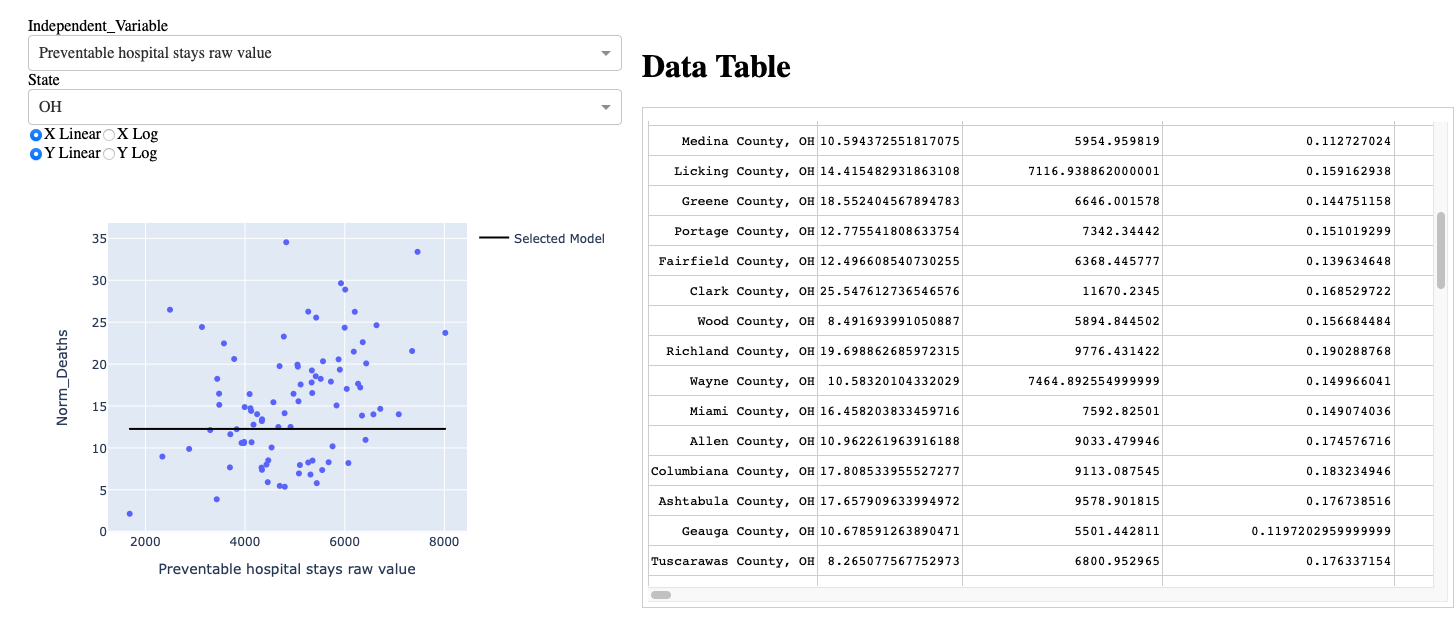 Independent_Variable
Preventable hospital stays raw value
State
OH
X Linear X Log
Y Linear Y Log
35
30
25
20
15
10
5
0
Norm_Deaths
2000 4000 6000 8000
Preventable hospital stays raw value
Selected Model
Data Table
Medina County, OH 10.594372551817075 5954.959819 0.112727024
Licking County, OH 14.415482931863108 7116.938862000001 0.159162938
Greene County, OH 18.552404567894783 6646.001578 0.144751158
Portage County, OH 12.775541808633754 7342.34442 0.151019299
Fairfield County, OH 12.496608540730255 6368.445777 0.139634648
Clark County, OH 25.547612736546576 11670.2345 0.168529722
Wood County, OH 8.491693991050887 5894.844502 0.156684484
Richland County, OH 19.698862685972315 9776.431422 0.190288768
Wayne County, OH 10.58320104332029 7464.892554999999 0.149966041
Miami County, OH 16.458203833459716 7592.82501 0.149074036
Allen County, OH 10.962261963916188 9033.479946 0.174576716
Columbiana County, OH 17.808533955527277 9113.087545 0.183234946
Ashtabula County, OH 17.657909633994972 9578.901815 0.176738516
Geauga County, OH 10.678591263890471 5501.442811 0.1197202959999999
Tuscarawas County, OH 8.265077567752973 6800.952965 0.176337154